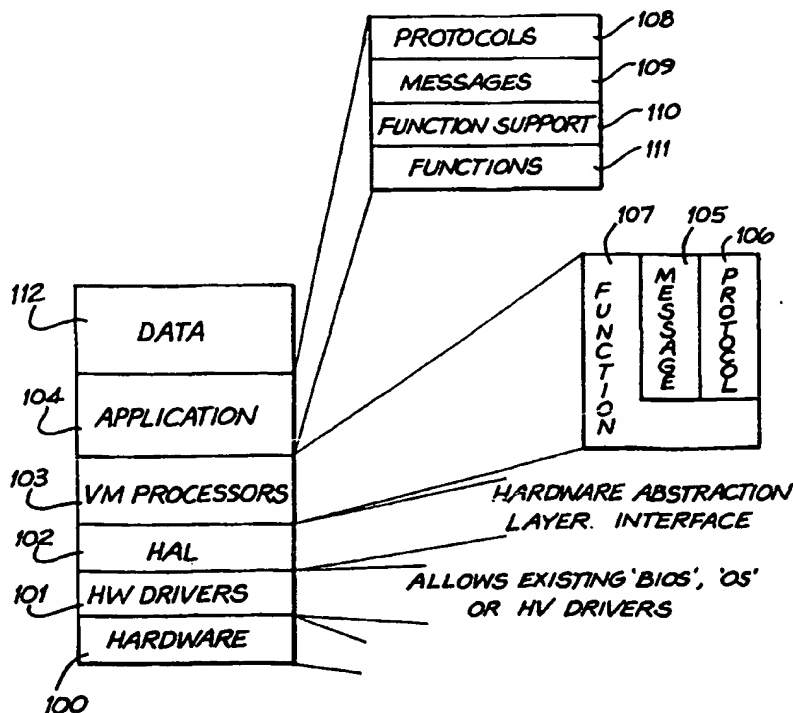 PROTOCOLS
108
MESSAGES
109
FUNCTION SUPPORT
110
FUNCTIONS
111
107
105
106
FUNCTION
MESSAGE
PROTOCOL
112
DATA
104
APPLICATION
103
VM PROCESSORS
102
HAL
101
HW DRIVERS
HARDWARE
100
HARDWARE ABSTRACTION
LAYER. INTERFACE
ALLOWS EXISTING 'BIOS', 'OS'
OR HV DRIVERS